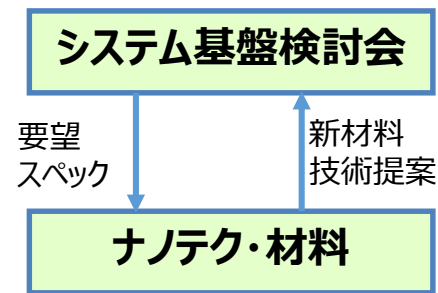 システム基盤検討会
要望
スペック
新材料
技術提案
ナノテク・材料